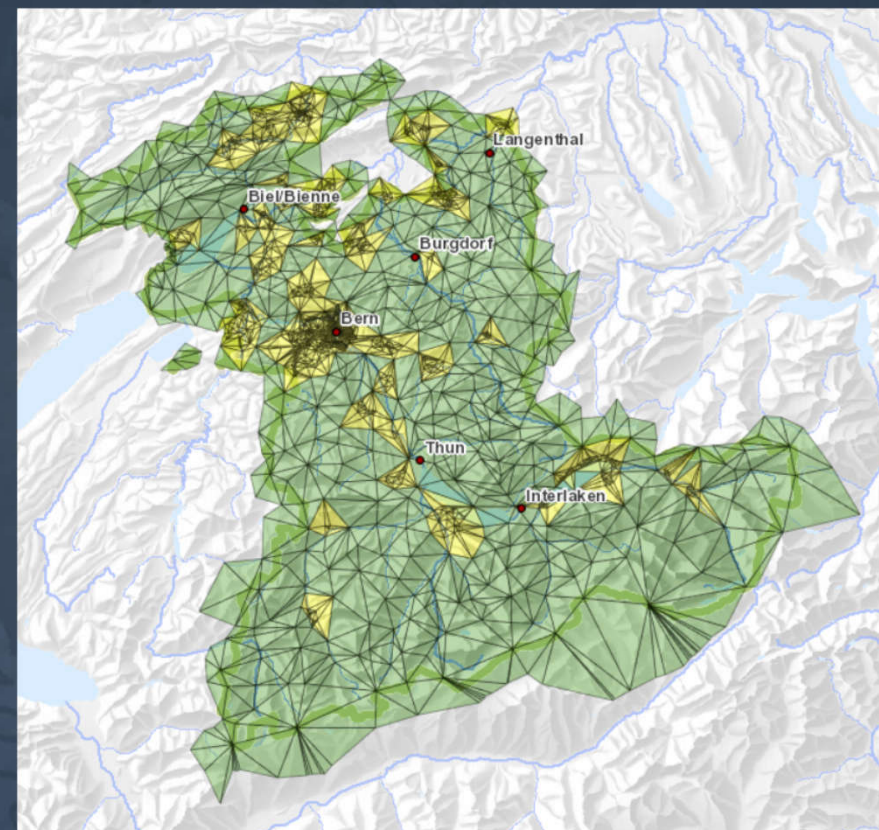 Langenthal
Biel/Bienne
Burgdorf
Bern
Thun
Interlaken